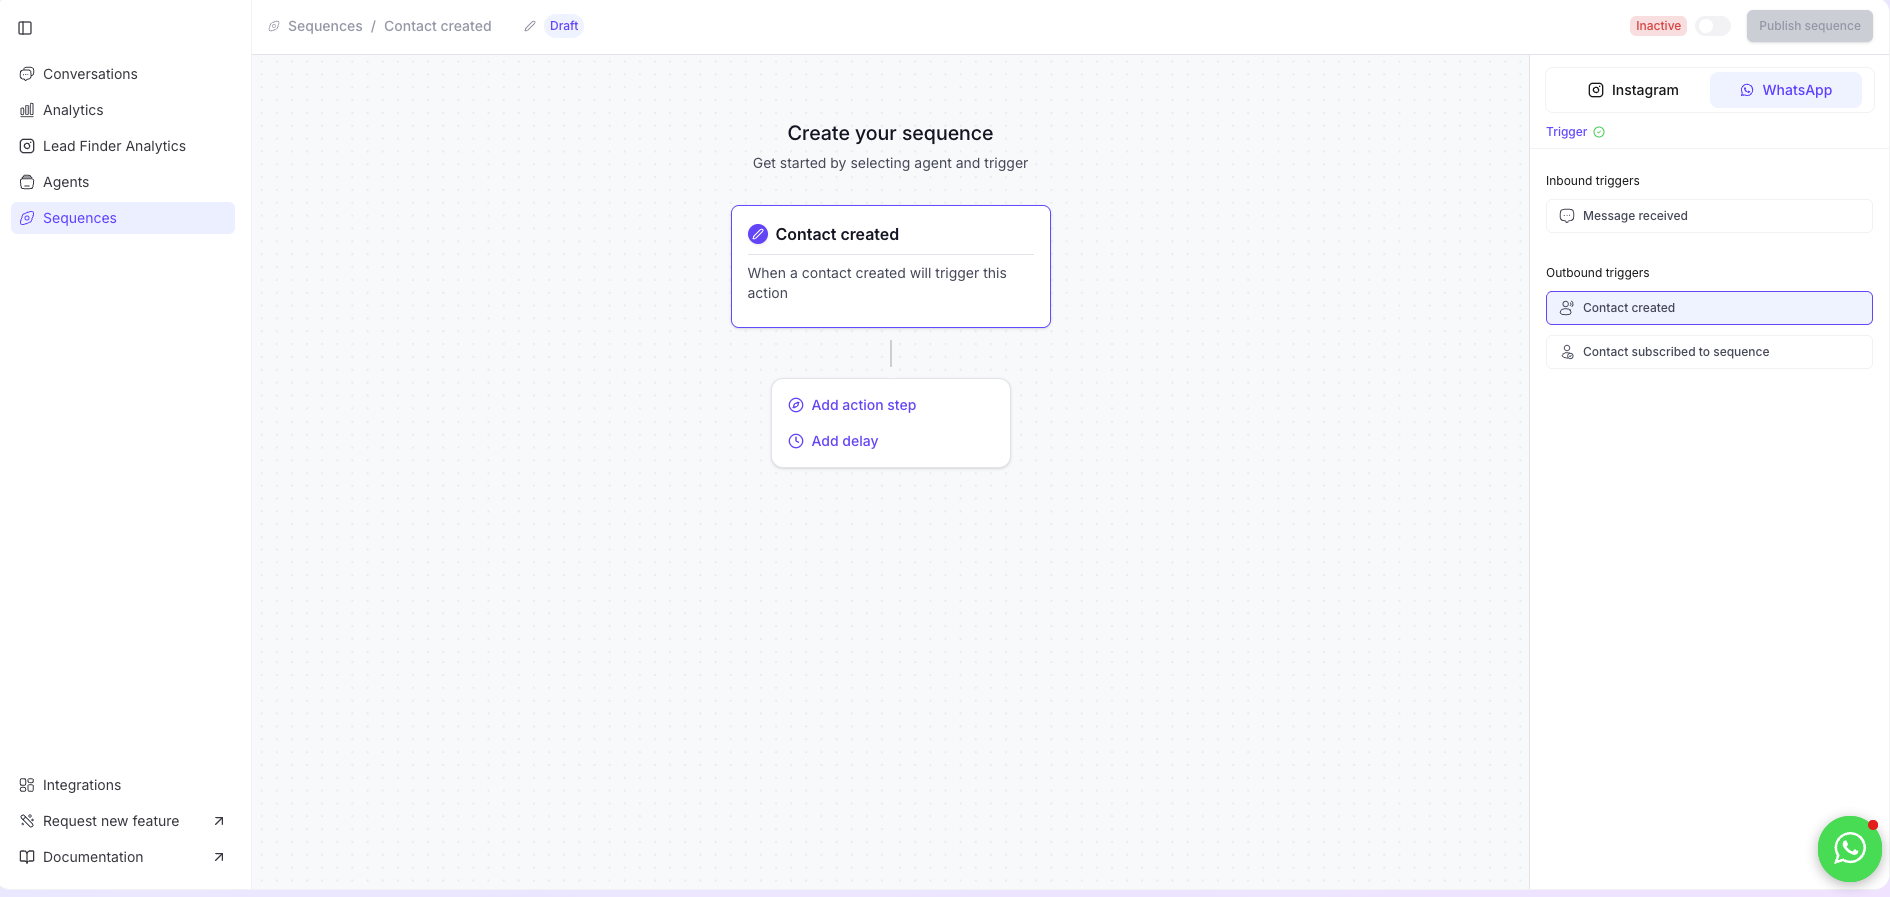 Conversations
Analytics
Lead Finder Analytics
Agents
Sequences
Integrations
Request new feature
Documentation
Sequences / Contact created
Draft
Inactive
Publish sequence
Create your sequence
Get started by selecting agent and trigger
Contact created
When a contact created will trigger this
action
Add action step
Add delay
Instagram
WhatsApp
Trigger
Inbound triggers
Message received
Outbound triggers
Contact created
Contact subscribed to sequence